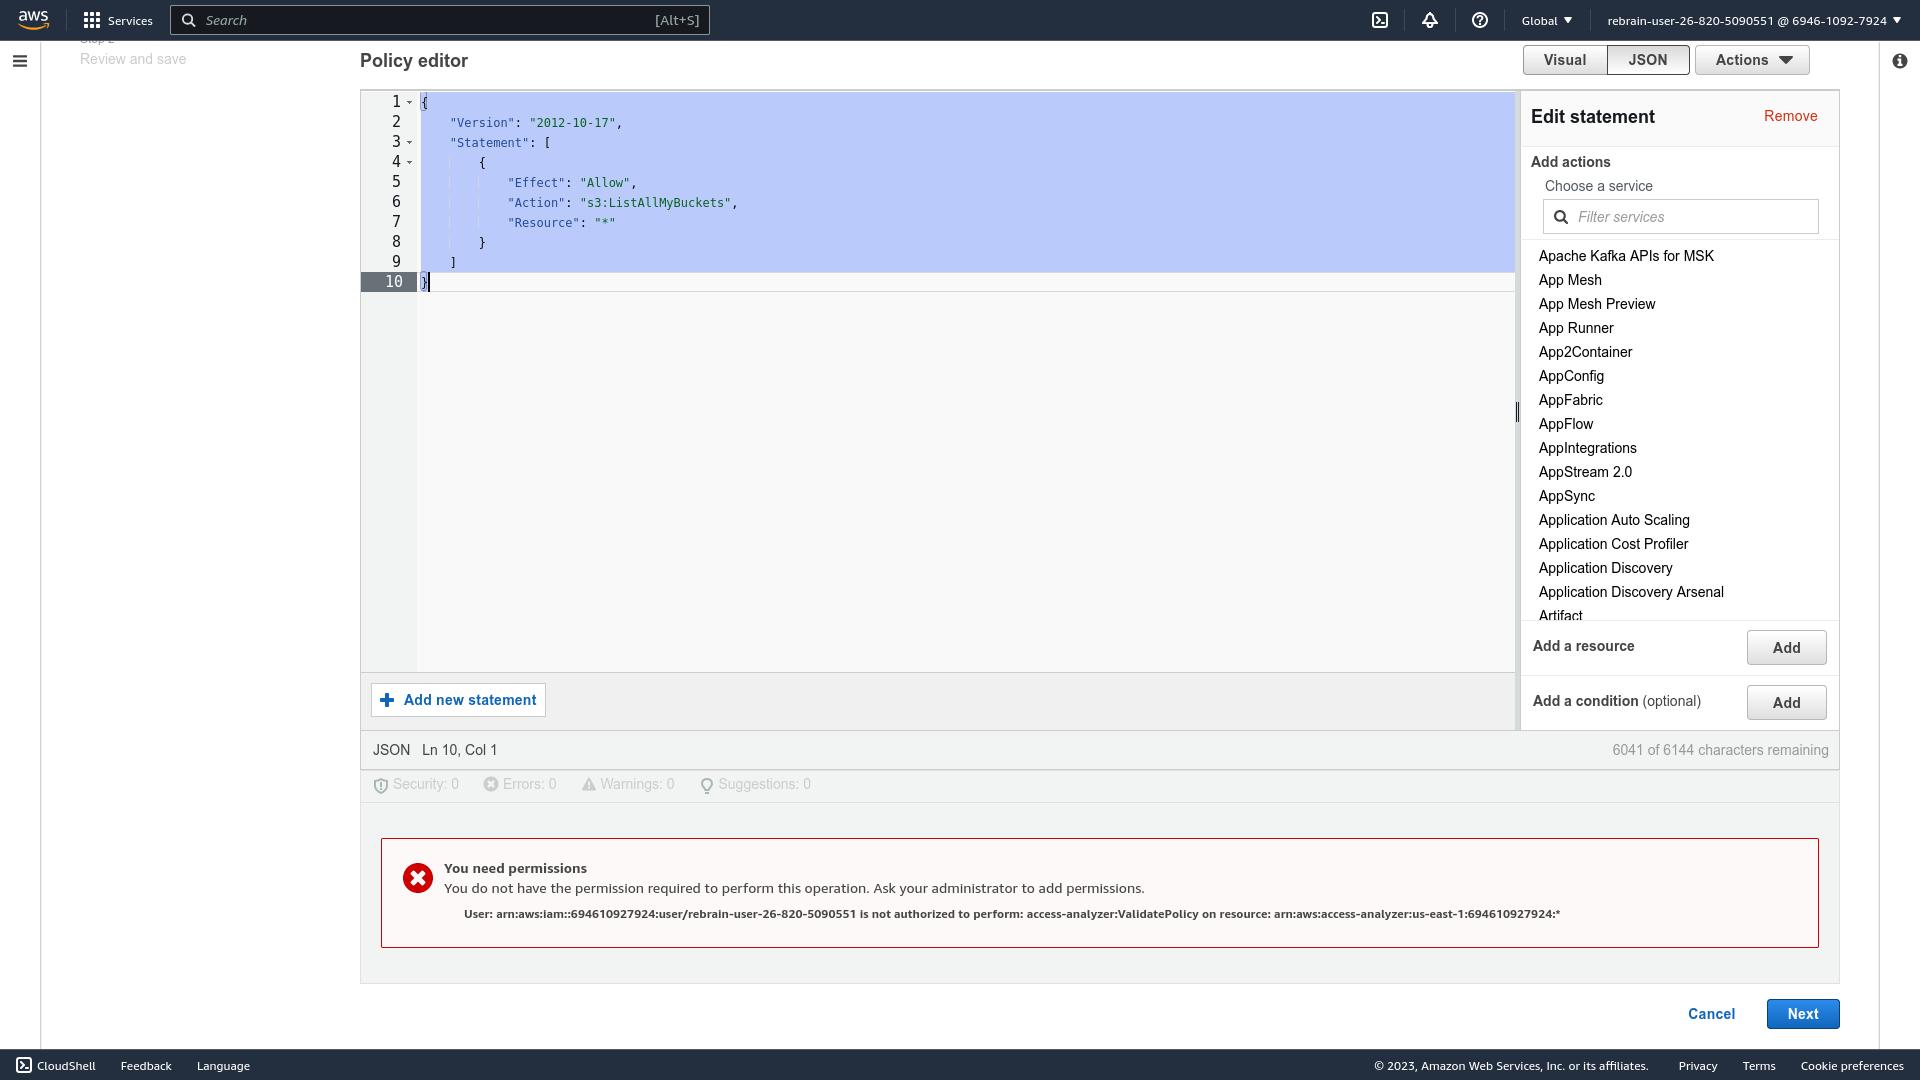 aws
Services
Search
[Alt+S]
Global
rebrain-user-26-820-5090551 @ 6946-1092-7924
Step 2
Review and save
Policy editor
Visual
JSON
Actions
1 {
2 "Version": "2012-10-17",
3 "Statement": [
4 {
5 "Effect": "Allow",
6 "Action": "s3:ListAllMyBuckets",
7 "Resource": "*"
8 }
9 ]
10 }
Add new statement
Edit statement
Remove
Add actions
Choose a service
Filter services
Apache Kafka APIs for MSK
App Mesh
App Mesh Preview
App Runner
App2Container
AppConfig
AppFabric
AppFlow
AppIntegrations
AppStream 2.0
AppSync
Application Auto Scaling
Application Cost Profiler
Application Discovery
Application Discovery Arsenal
Artifact
Add a resource
Add
Add a condition (optional)
Add
JSON Ln 10, Col 1
6041 of 6144 characters remaining
Security: 0
Errors: 0
Warnings: 0
Suggestions: 0
You need permissions
You do not have the permission required to perform this operation. Ask your administrator to add permissions.
User: arn:aws:iam::694610927924:user/rebrain-user-26-820-5090551 is not authorized to perform: access-analyzer:ValidatePolicy on resource: arn:aws:access-analyzer:us-east-1:694610927924:*
Cancel
Next
CloudShell
Feedback
Language
© 2023, Amazon Web Services, Inc. or its affiliates.
Privacy
Terms
Cookie preferences